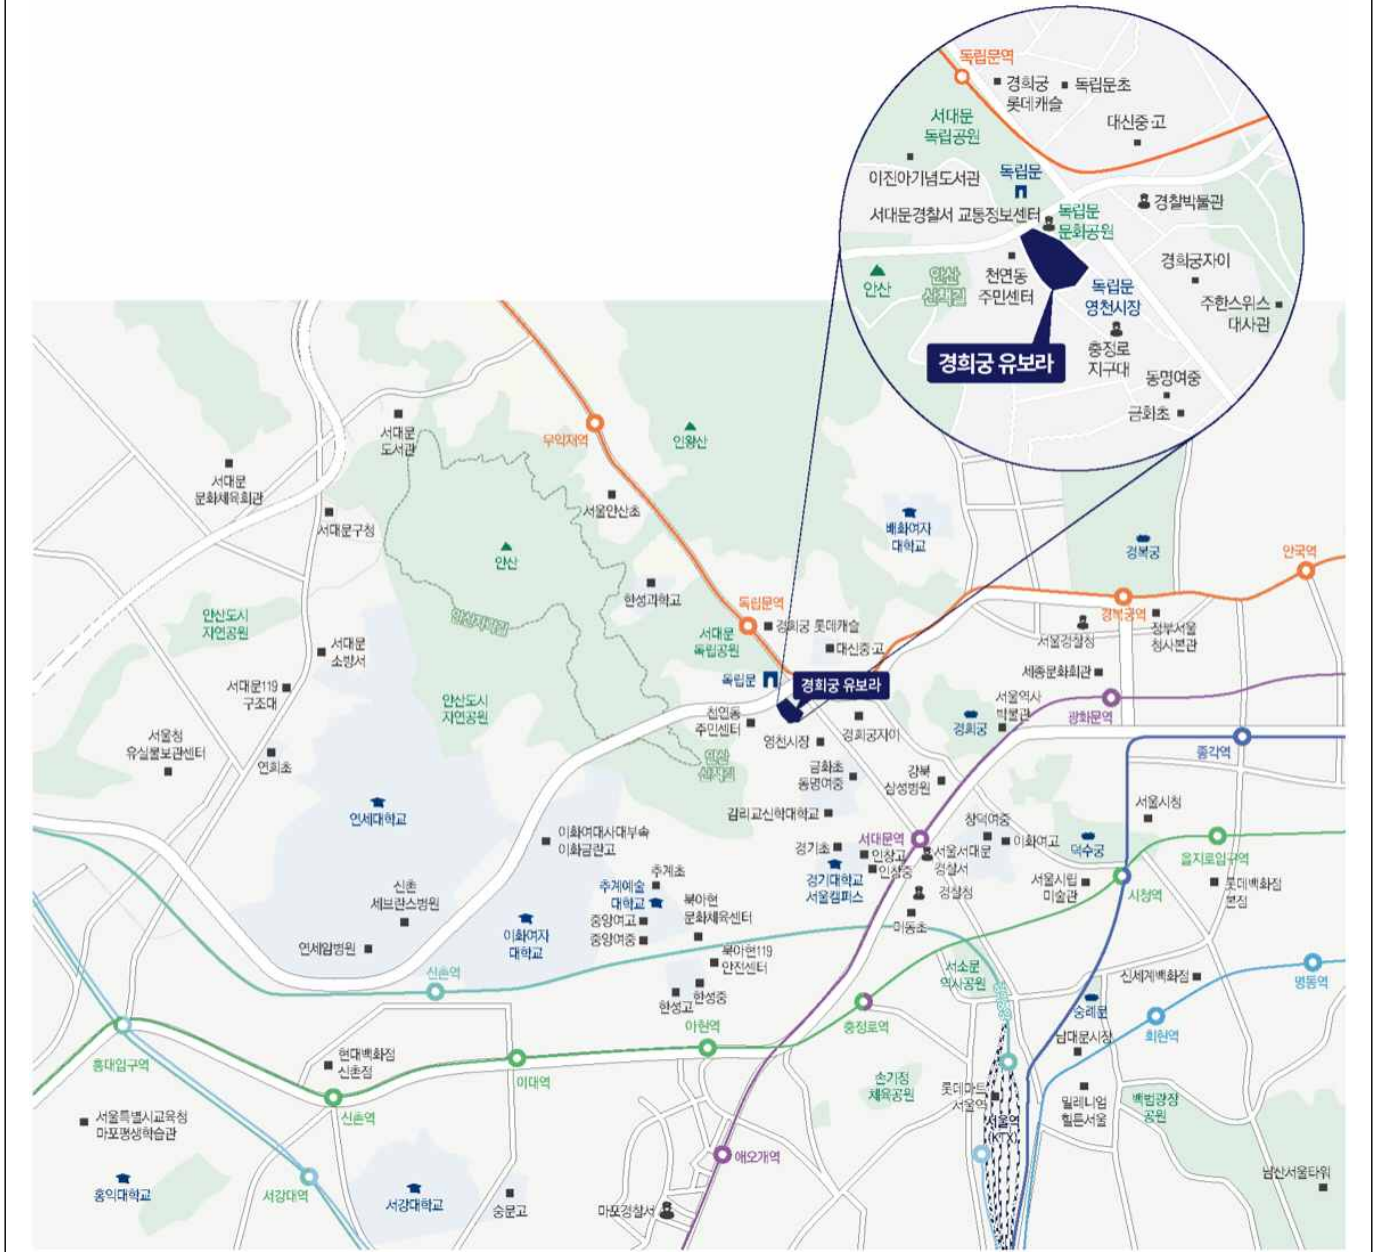 독립문역
경희궁
롯데캐슬
독립문초
서대문
독립공원
대신중·고
이진아기념도서관
독립문
경찰박물관
서대문경찰서 교통정보센터
독립문
문화공원
경희궁자이
안산
안산
산책길
천연동
주민센터
독립문
영천시장
주한스위스
대사관
충정로
지구대
경희궁 유보라
동명여중
금화초
무악재역
인왕산
서대문
도서관
서대문
문화체육회관
서울안산초
서대문구청
배화여자
대학교
경복궁
안국역
안산
한성과학고
안산도시
자연공원
안산자락길
독립문역
경희궁 롯데캐슬
서대문
독립공원
대신중·고
경복궁역
서울경찰청
정부서울
청사본관
서대문
소방서
서대문119
구조대
독립문
경희궁 유보라
세종문화회관
서울역사
박물관
광화문역
안산도시
자연공원
천연동
주민센터
영천시장
경희궁자이
경희궁
종각역
서울청
유실물보관센터
연희초
안산
산책길
금화초
동명여중
강북
삼성병원
연세대학교
감리교신학대학교
서울시청
이화여대사대부속
이화금란고
경기초
서대문역
인창고
인창중
창덕여중
이화여고
서울서대문
경찰서
덕수궁
을지로입구역
추계초
추계예술
대학교
경기대학교
서울캠퍼스
경찰청
서울시립
미술관
시청역
롯데백화점
본점
신촌
세브란스병원
중앙여고
중앙여중
북아현
문화체육센터
미동초
연세암병원
이화여자
대학교
북아현119
안전센터
신촌역
서소문
역사공원
신세계백화점
명동역
한성고
한성중
숭례문
남대문시장
회현역
아현역
충정로역
홍대입구역
현대백화점
신촌점
이대역
손기정
체육공원
롯데마트
서울역
서울역
(KTX)
밀레니엄
힐튼서울
백범광장
공원
신촌역
서울특별시교육청
마포평생학습관
애오개역
홍익대학교
서강대역
서강대학교
숭문고
마포경찰서
남산서울타워